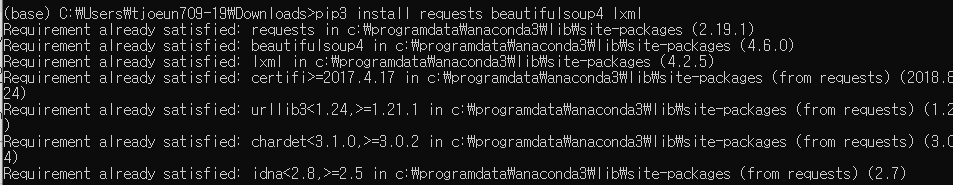 (base) C:₩Users₩tjoeun709-19₩Downloads>pip3 install requests beautifulsoup4 lxml
Requirement already satisfied: requests in c:₩programdata₩anaconda3₩lib₩site-packages (2.19.1)
Requirement already satisfied: beautifulsoup4 in c:₩programdata₩anaconda3₩lib₩site-packages (4.6.0)
Requirement already satisfied: lxml in c:₩programdata₩anaconda3₩lib₩site-packages (4.2.5)
Requirement already satisfied: certifi>=2017.4.17 in c:₩programdata₩anaconda3₩lib₩site-packages (from requests) (2018.8
24)
Requirement already satisfied: urllib3<1.24,>=1.21.1 in c:₩programdata₩anaconda3₩lib₩site-packages (from requests) (1.2
)
Requirement already satisfied: chardet<3.1.0,>=3.0.2 in c:₩programdata₩anaconda3₩lib₩site-packages (from requests) (3.0
4)
Requirement already satisfied: idna<2.8,>=2.5 in c:₩programdata₩anaconda3₩lib₩site-packages (from requests) (2.7)